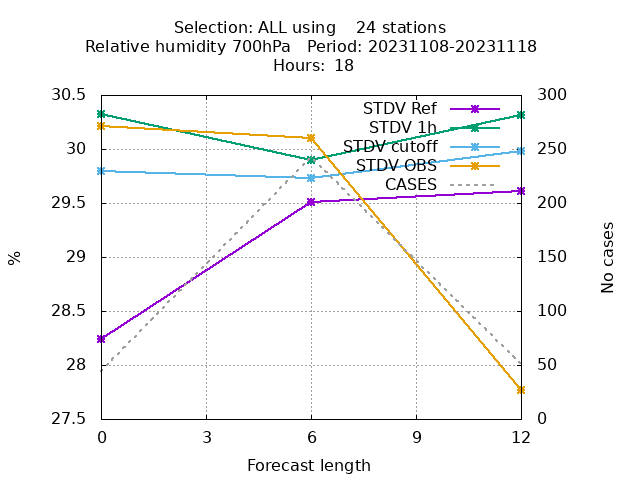 Selection: ALL using    24 stations
Relative humidity 700hPa   Period: 20231108-20231118
Hours:  18
30.5
30
29.5
29
28.5
28
27.5
%
300
250
200
150
100
50
0
No cases
STDV Ref
STDV 1h
STDV cutoff
STDV OBS
CASES
0 3 6 9 12
Forecast length